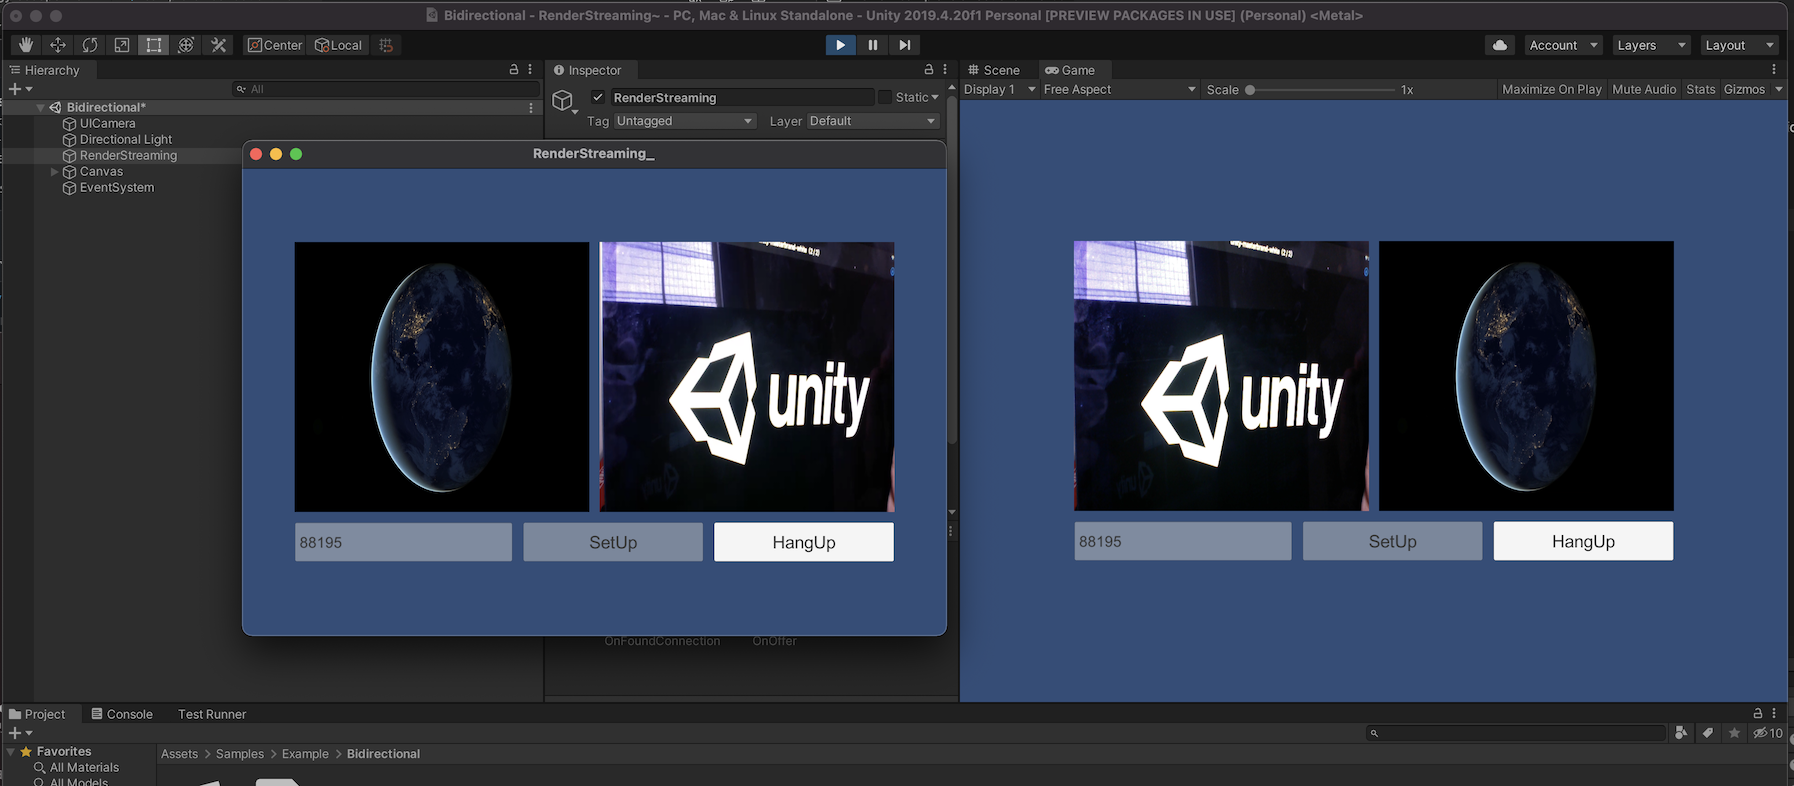 Bidirectional - RenderStreaming~ - PC, Mac & Linux Standalone - Unity 2019.4.20f1 Personal [PREVIEW PACKAGES IN USE] (Personal) <Metal>
Center
Local
Account
Layers
Layout
Hierarchy
All
Bidirectional*
UICamera
Directional Light
RenderStreaming
Canvas
EventSystem
Inspector
RenderStreaming
Static
Tag Untagged
Layer Default
Scene
Game
Display 1
Free Aspect
Scale
1x
Maximize On Play
Mute Audio
Stats
Gizmos
RenderStreaming_
unity
88195
SetUp
HangUp
unity
88195
SetUp
HangUp
OnFoundConnection
OnOffer
Project
Console
Test Runner
10
Favorites
All Materials
All Models
Assets > Samples > Example > Bidirectional